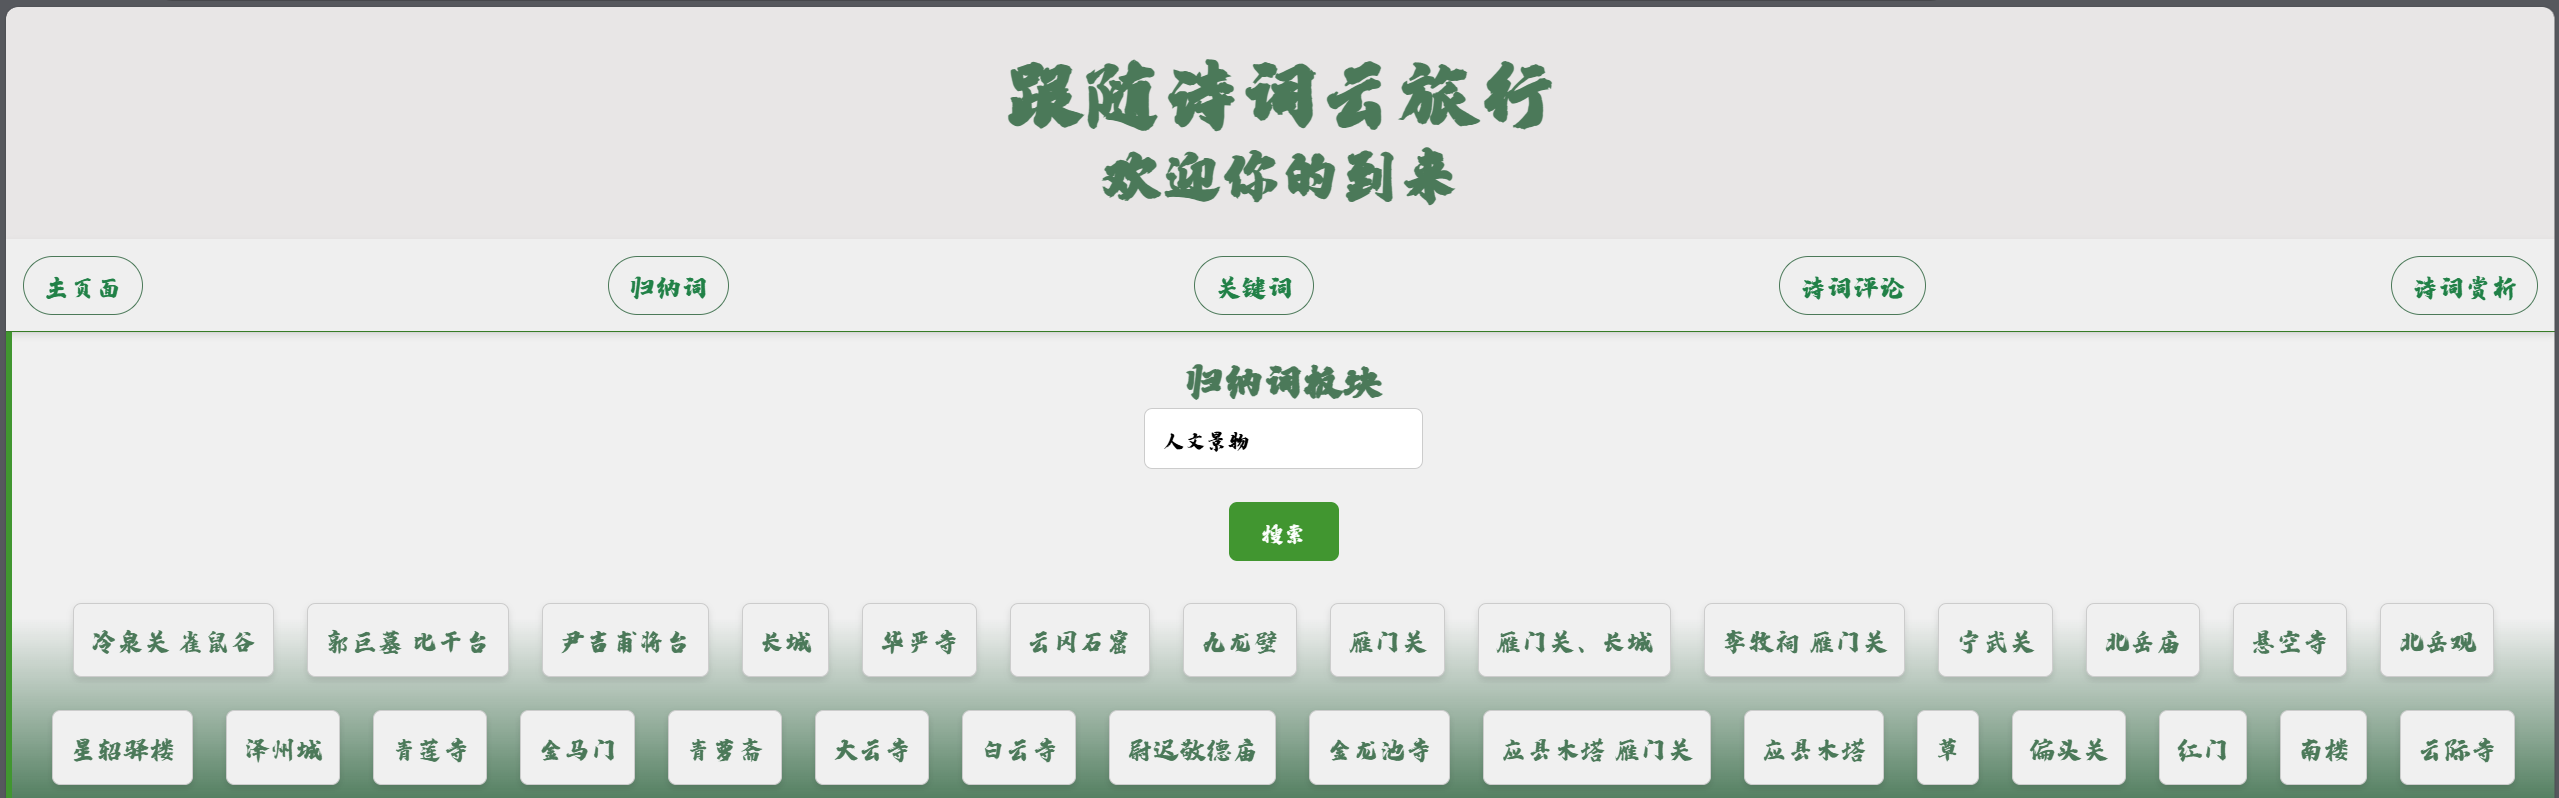 跟随诗词云旅行
欢迎你的到来
主页面 归纳词 关键词 诗词评论 诗词赏析
归纳词板块
人文景物
搜索
冷泉关 雀鼠谷 郭巨墓 比干台 尹吉甫将台 长城 华严寺 云冈石窟 九龙壁 雁门关 雁门关、长城 李牧祠 雁门关 宁武关 北岳庙 悬空寺 北岳观
星轺驿楼 泽州城 青莲寺 金马门 青萝斋 大云寺 白云寺 尉迟敬德庙 金龙池寺 应县木塔 雁门关 应县木塔 草 偏头关 红门 南楼 云际寺